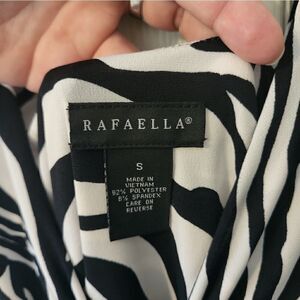 RAFAELLA®
S
MADE IN
VIETNAM
92% POLYESTER
8% SPANDEX
CARE ON
REVERSE